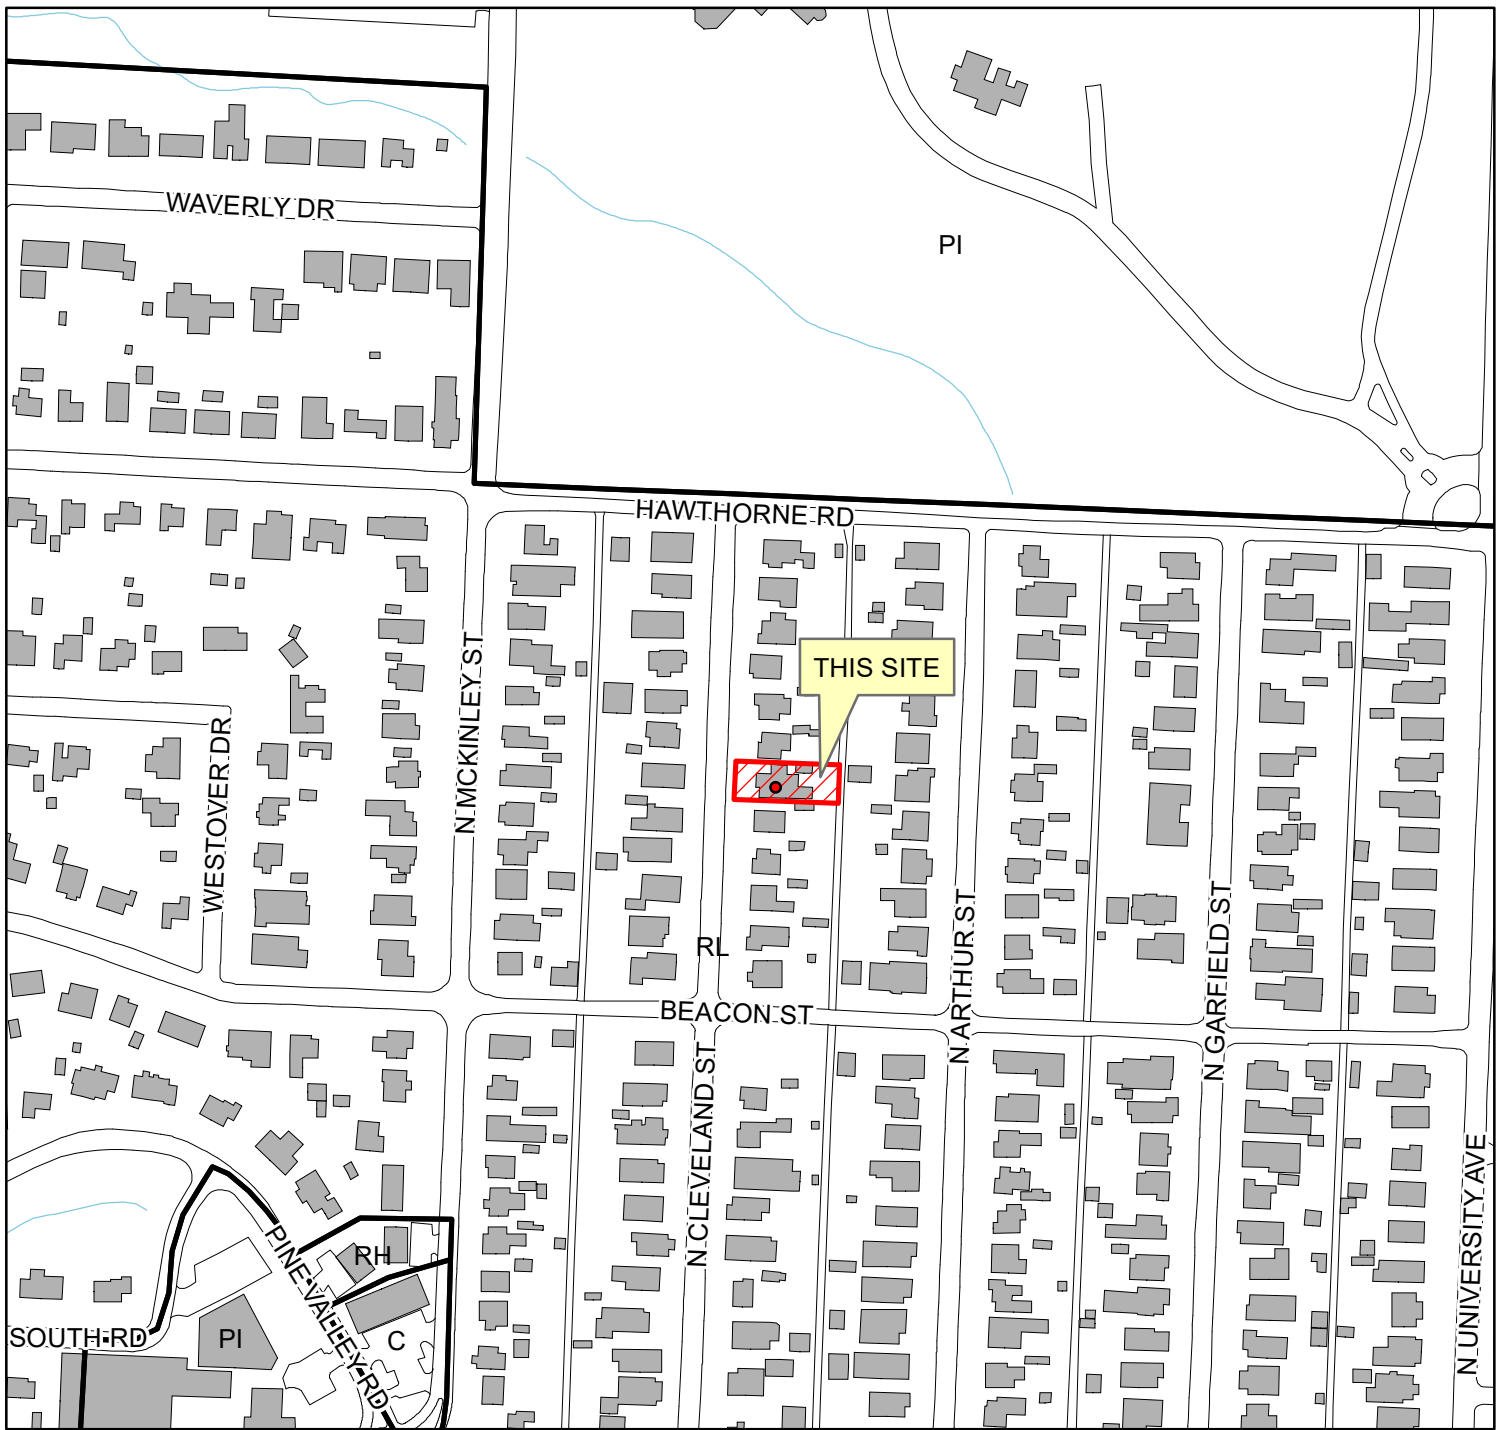 WAVERLY DR
PI
HAWTHORNE RD
THIS SITE
N MCKINLEY ST
WESTOVER DR
RL
BEACON ST
N ARTHUR ST
N GARFIELD ST
N CLEVELAND ST
N UNIVERSITY AVE
PINE VALLEY RD
RH
SOUTH RD
PI
C